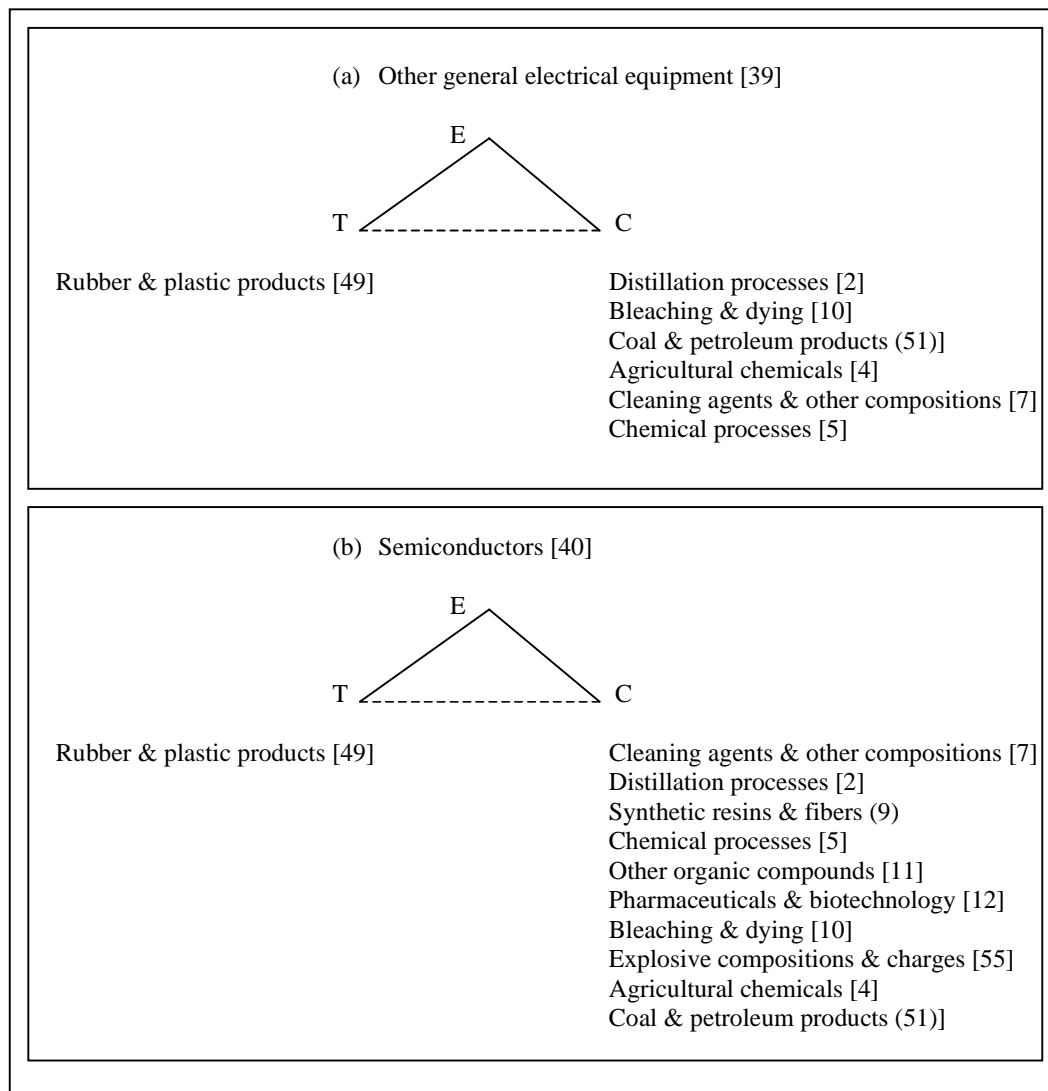 (a) Other general electrical equipment [39]
E
T C
Rubber & plastic products [49] Distillation processes [2]
Bleaching & dying [10]
Coal & petroleum products (51)]
Agricultural chemicals [4]
Cleaning agents & other compositions [7]
Chemical processes [5]
(b) Semiconductors [40]
E
T C
Rubber & plastic products [49] Cleaning agents & other compositions [7]
Distillation processes [2]
Synthetic resins & fibers (9)
Chemical processes [5]
Other organic compounds [11]
Pharmaceuticals & biotechnology [12]
Bleaching & dying [10]
Explosive compositions & charges [55]
Agricultural chemicals [4]
Coal & petroleum products (51)]